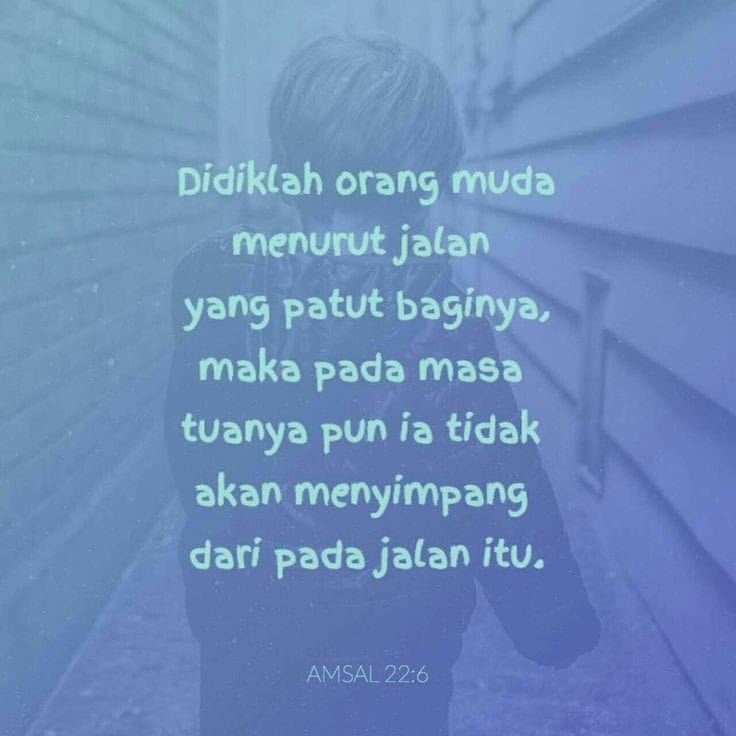 Didiklah orang muda
menurut jalan
yang patut baginya,
maka pada masa
tuanya pun ia tidak
akan menyimpang
dari pada jalan itu.
AMSAL 22:6